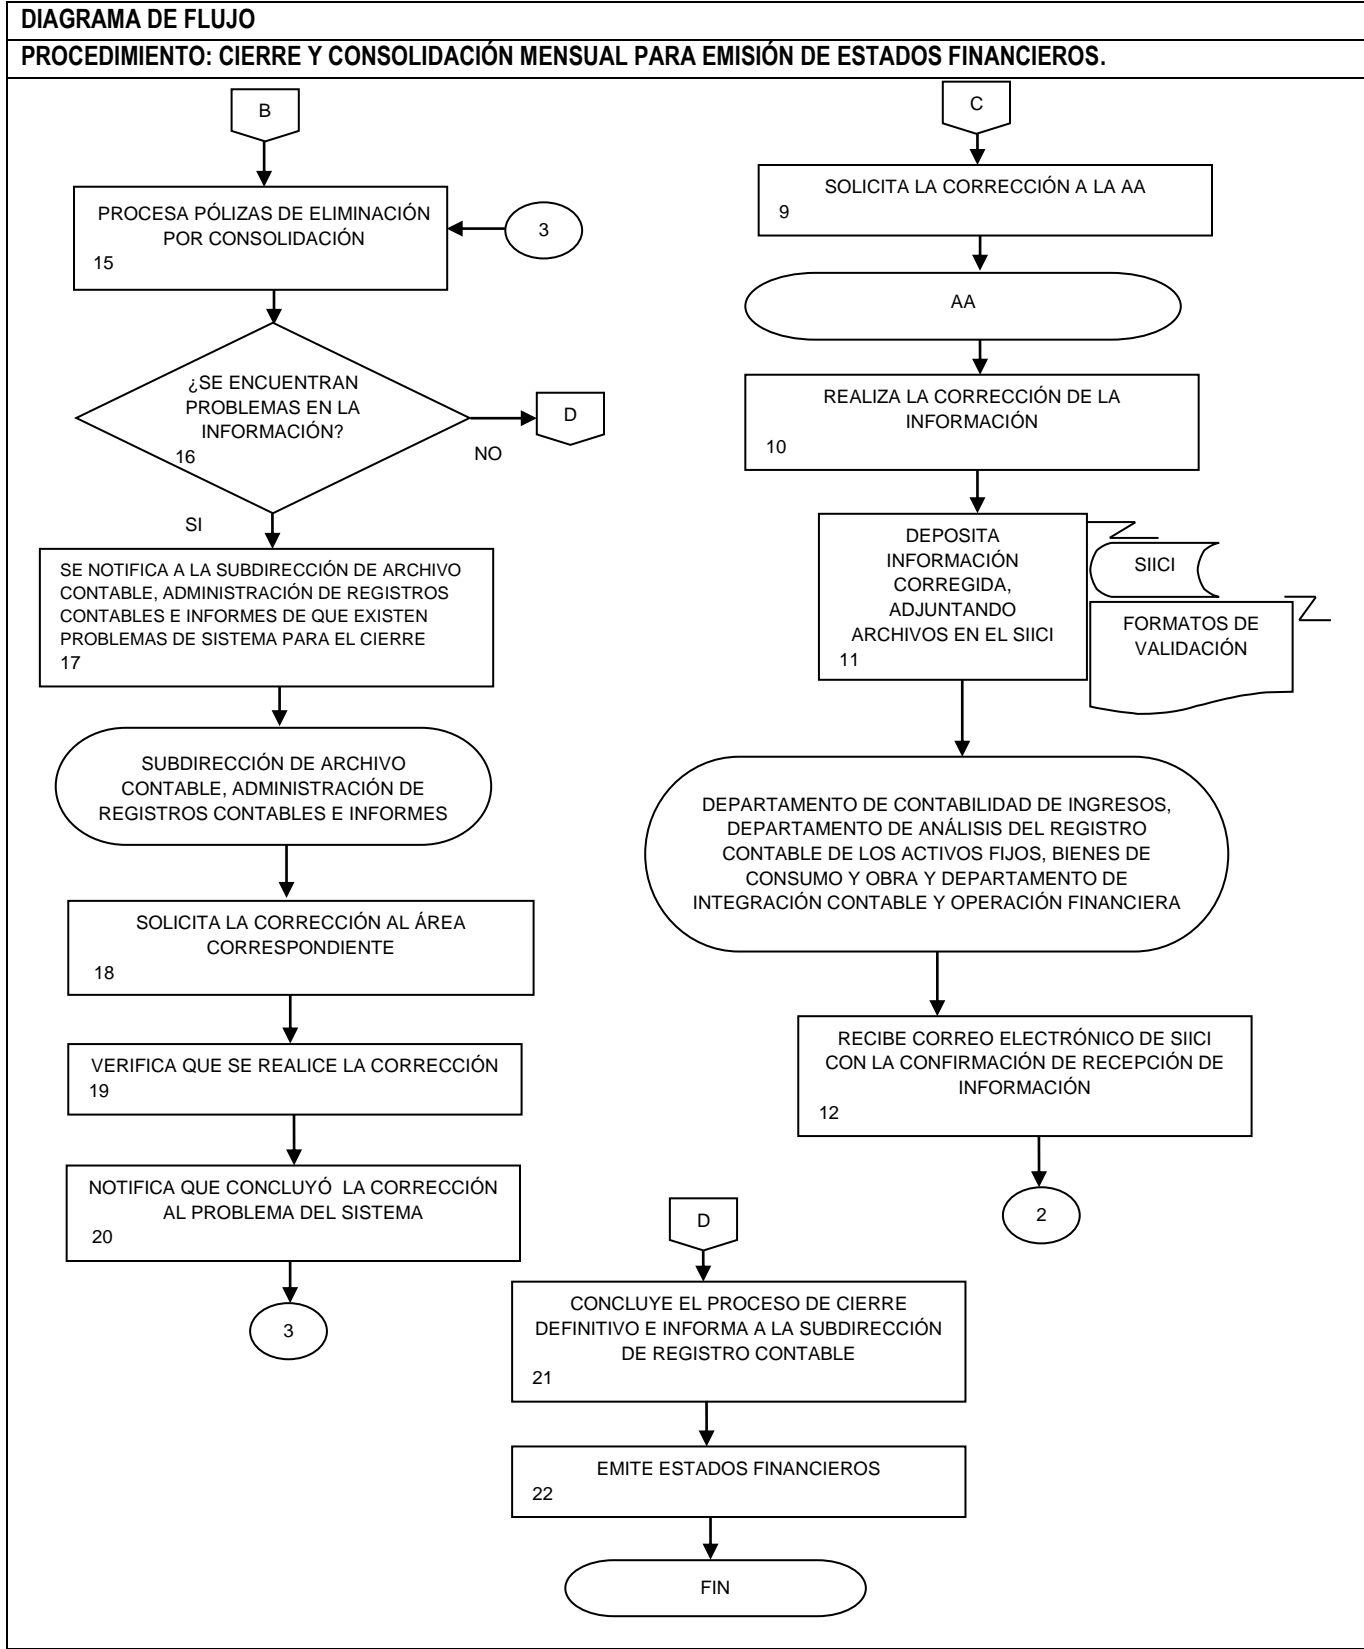 DIAGRAMA DE FLUJO
PROCEDIMIENTO: CIERRE Y CONSOLIDACIÓN MENSUAL PARA EMISIÓN DE ESTADOS FINANCIEROS.
B
PROCESA PÓLIZAS DE ELIMINACIÓN
POR CONSOLIDACIÓN
15
3
¿SE ENCUENTRAN
PROBLEMAS EN LA
INFORMACIÓN?
16
NO
D
SI
SE NOTIFICA A LA SUBDIRECCIÓN DE ARCHIVO
CONTABLE, ADMINISTRACIÓN DE REGISTROS
CONTABLES E INFORMES DE QUE EXISTEN
PROBLEMAS DE SISTEMA PARA EL CIERRE
17
SUBDIRECCIÓN DE ARCHIVO
CONTABLE, ADMINISTRACIÓN DE
REGISTROS CONTABLES E INFORMES
SOLICITA LA CORRECCIÓN AL ÁREA
CORRESPONDIENTE
18
VERIFICA QUE SE REALICE LA CORRECCIÓN
19
NOTIFICA QUE CONCLUYÓ  LA CORRECCIÓN
AL PROBLEMA DEL SISTEMA
20
3
C
SOLICITA LA CORRECCIÓN A LA AA
9
AA
REALIZA LA CORRECCIÓN DE LA
INFORMACIÓN
10
DEPOSITA
INFORMACIÓN
CORREGIDA,
ADJUNTANDO
ARCHIVOS EN EL SIICI
11
SIICI
FORMATOS DE
VALIDACIÓN
DEPARTAMENTO DE CONTABILIDAD DE INGRESOS,
DEPARTAMENTO DE ANÁLISIS DEL REGISTRO
CONTABLE DE LOS ACTIVOS FIJOS, BIENES DE
CONSUMO Y OBRA Y DEPARTAMENTO DE
INTEGRACIÓN CONTABLE Y OPERACIÓN FINANCIERA
RECIBE CORREO ELECTRÓNICO DE SIICI
CON LA CONFIRMACIÓN DE RECEPCIÓN DE
INFORMACIÓN
12
2
D
CONCLUYE EL PROCESO DE CIERRE
DEFINITIVO E INFORMA A LA SUBDIRECCIÓN
DE REGISTRO CONTABLE
21
EMITE ESTADOS FINANCIEROS
22
FIN